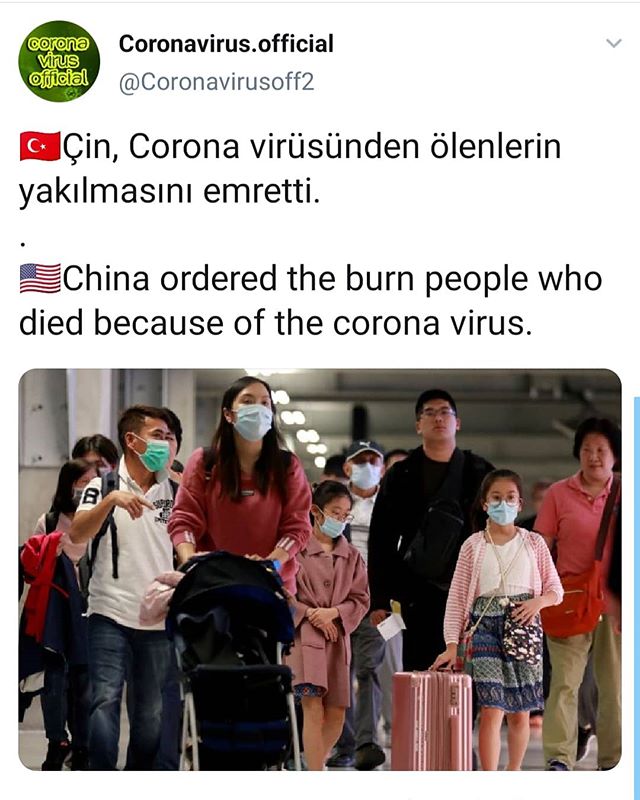 corona
virus
official
Coronavirus.official
@Coronavirusoff2
🇹🇷Çin, Corona virüsünden ölenlerin
yakılmasını emretti.
.
🇺🇸China ordered the burn people who
died because of the corona virus.
B